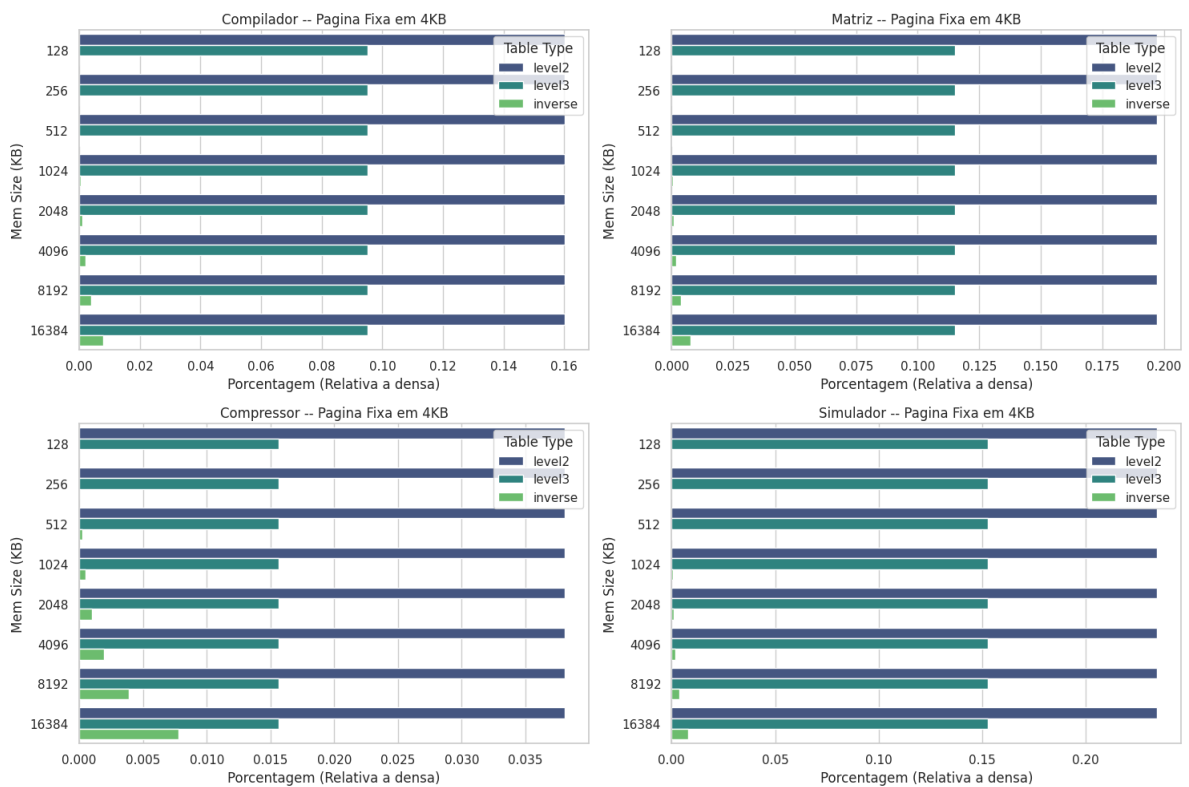 Compilador -- Pagina Fixa em 4KB
Mem Size (KB)
128
256
512
1024
2048
4096
8192
16384
Table Type
level2
level3
inverse
0.00 0.02 0.04 0.06 0.08 0.10 0.12 0.14 0.16
Porcentagem (Relativa a densa)
Matriz -- Pagina Fixa em 4KB
Mem Size (KB)
128
256
512
1024
2048
4096
8192
16384
Table Type
level2
level3
inverse
0.000 0.025 0.050 0.075 0.100 0.125 0.150 0.175 0.200
Porcentagem (Relativa a densa)
Compressor -- Pagina Fixa em 4KB
Mem Size (KB)
128
256
512
1024
2048
4096
8192
16384
Table Type
level2
level3
inverse
0.000 0.005 0.010 0.015 0.020 0.025 0.030 0.035
Porcentagem (Relativa a densa)
Simulador -- Pagina Fixa em 4KB
Mem Size (KB)
128
256
512
1024
2048
4096
8192
16384
Table Type
level2
level3
inverse
0.00 0.05 0.10 0.15 0.20
Porcentagem (Relativa a densa)